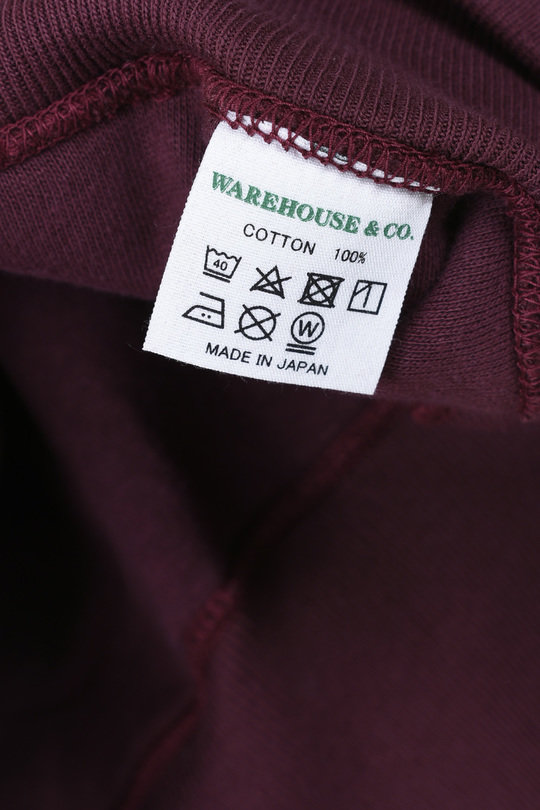 WAREHOUSE & CO.
COTTON 100%
40
W
MADE IN JAPAN